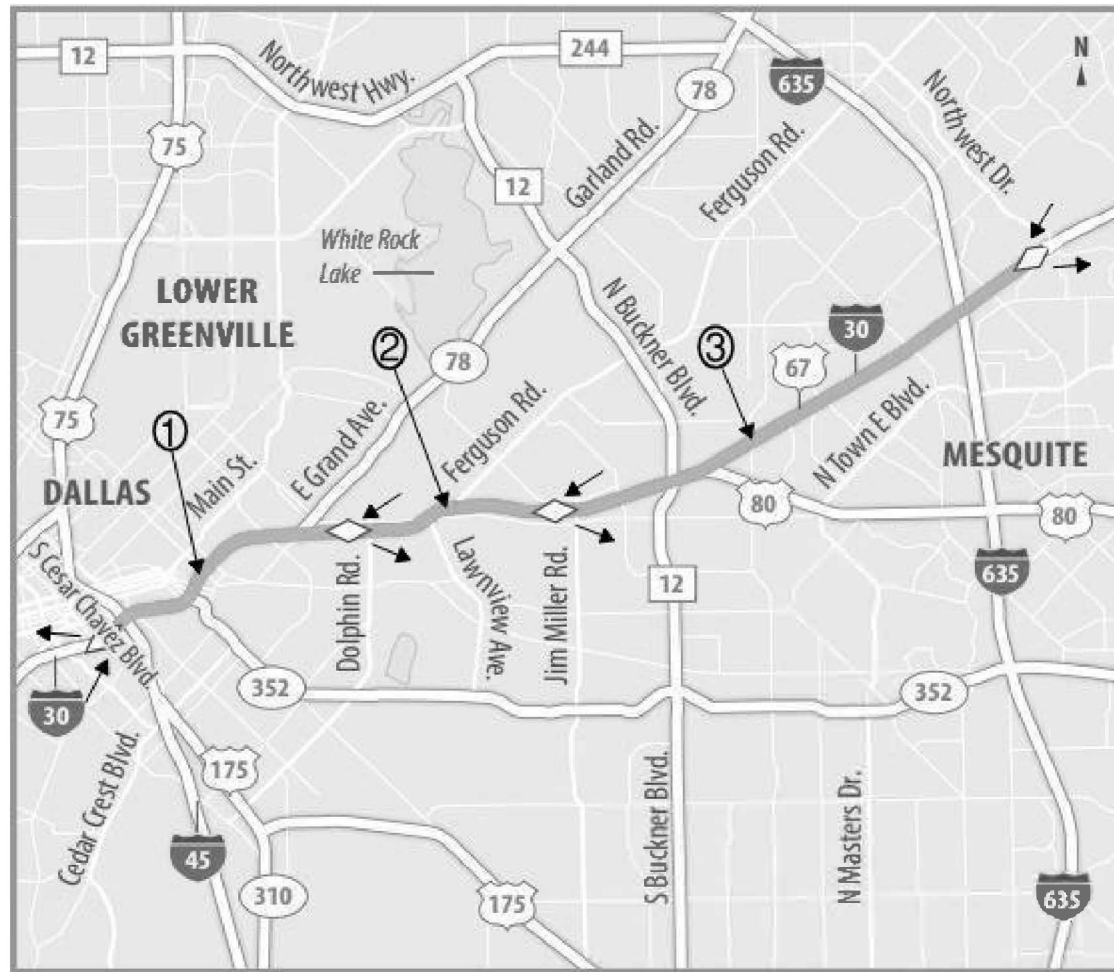 12
Northwest Hwy.
244
N
635
78
Northwest Dr.
75
12
Garland Rd.
Ferguson Rd.
White Rock
Lake
LOWER
GREENVILLE
N Buckner Blvd.
30
②
③
78
67
75
①
E Grand Ave.
Ferguson Rd.
N Town E Blvd.
MESQUITE
DALLAS
Main St.
80
80
S Cesar Chavez Blvd.
Dolphin Rd.
Lawnview Ave.
Jim Miller Rd.
12
635
30
352
352
175
Cedar Crest Blvd.
S Buckner Blvd.
N Masters Dr.
45
310
175
635